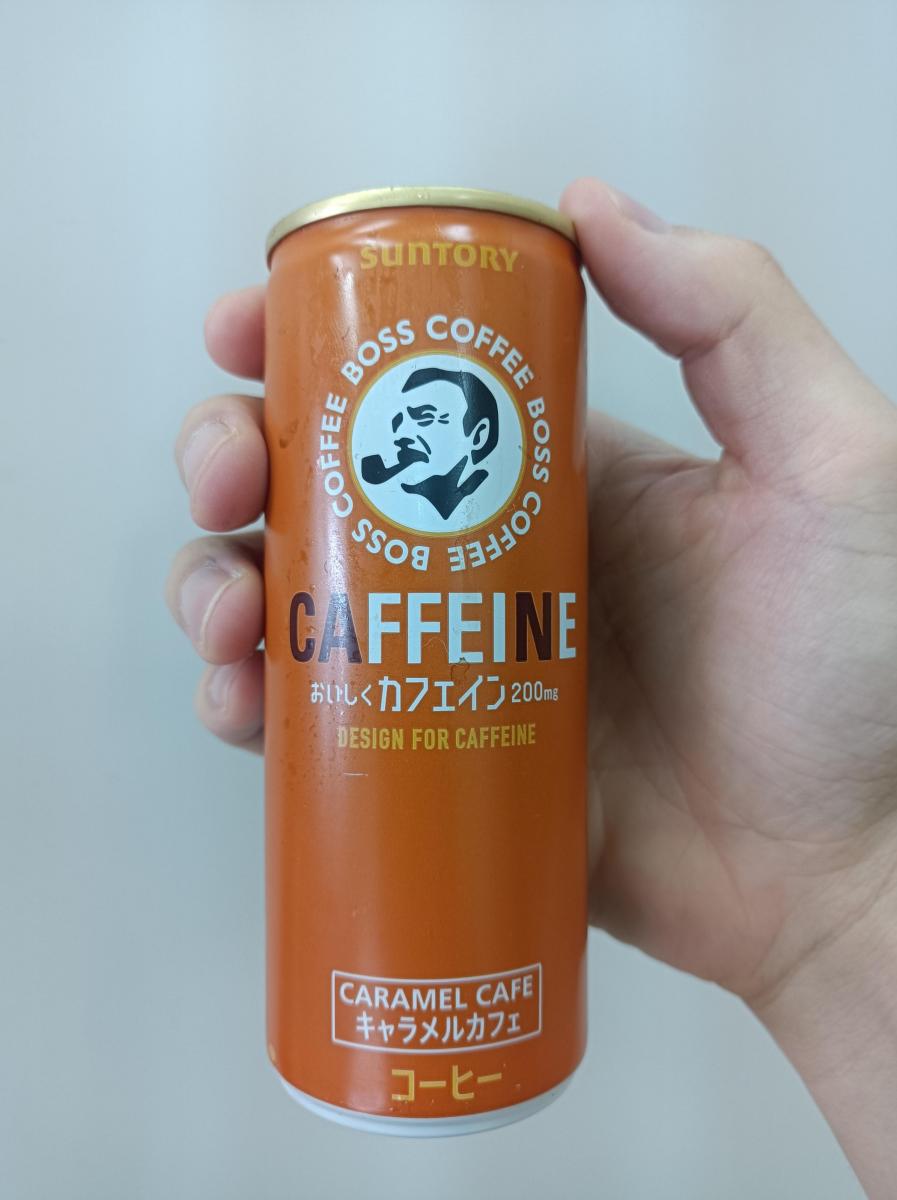 SUNTORY
BOSS COFFEE BOSS COFFEE BOSS COFFEE
CAFFEINE
おいしくカフェイン200mg
DESIGN FOR CAFFEINE
CARAMEL CAFE
キャラメルカフェ
コーヒー